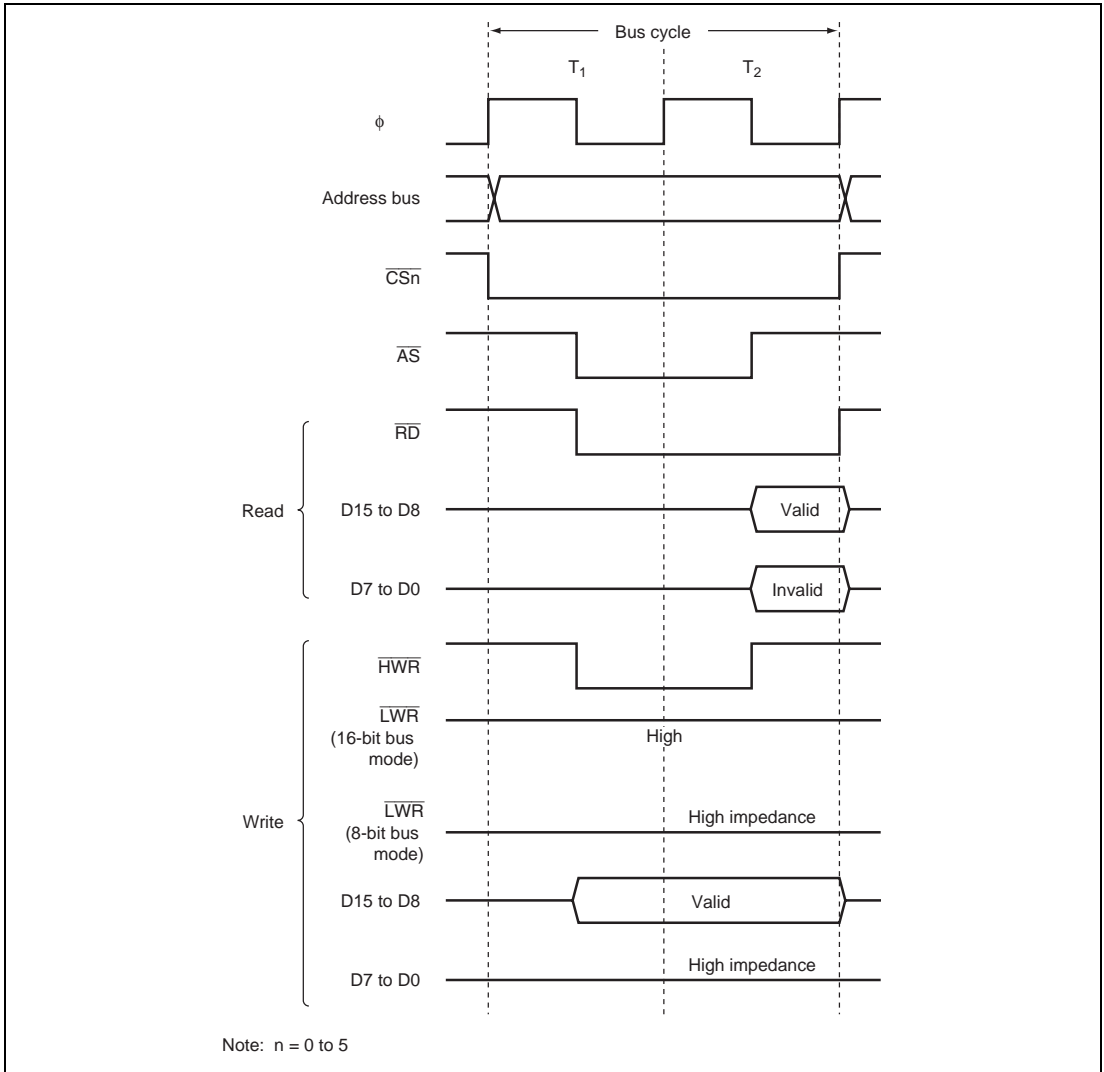 Bus cycle
T1 T2
φ
Address bus
CSn
AS
RD
Read
D15 to D8 Valid
D7 to D0 Invalid
HWR
LWR
(16-bit bus
mode)
High
Write
LWR
(8-bit bus
mode)
High impedance
D15 to D8 Valid
D7 to D0 High impedance
Note: n = 0 to 5